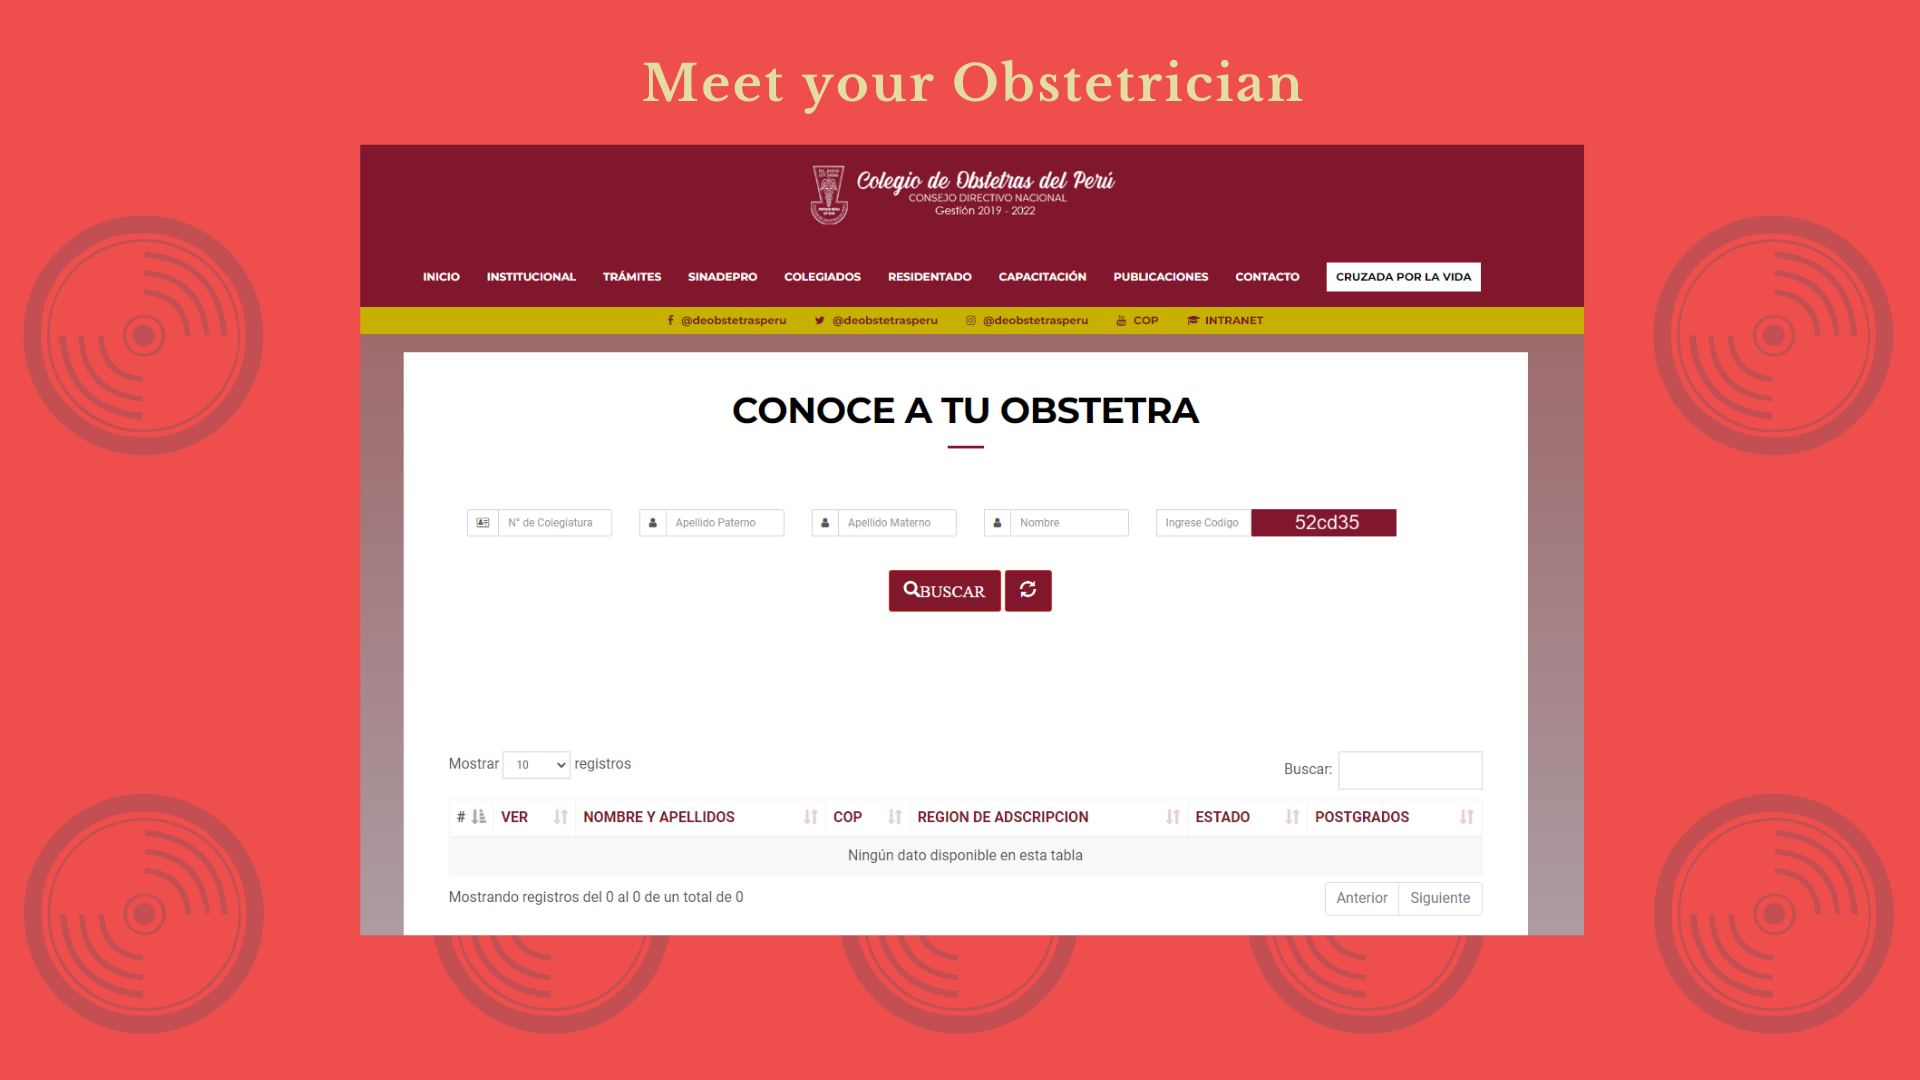 Meet your Obstetrician
Colegio de Obstetras del Perú
CONSEJO DIRECTIVO NACIONAL
Gestión 2019 - 2022
INICIO INSTITUCIONAL TRÁMITES SINADEPRO COLEGIADOS RESIDENTADO CAPACITACIÓN PUBLICACIONES CONTACTO CRUZADA POR LA VIDA
@deobstetrasperu @deobstetrasperu @deobstetrasperu COP INTRANET
CONOCE A TU OBSTETRA
N° de Colegiatura Apellido Paterno Apellido Materno Nombre Ingrese Codigo 52cd35
BUSCAR
Mostrar 10 registros Buscar:
# VER NOMBRE Y APELLIDOS COP REGION DE ADSCRIPCION ESTADO POSTGRADOS
Ningún dato disponible en esta tabla
Mostrando registros del 0 al 0 de un total de 0 Anterior Siguiente